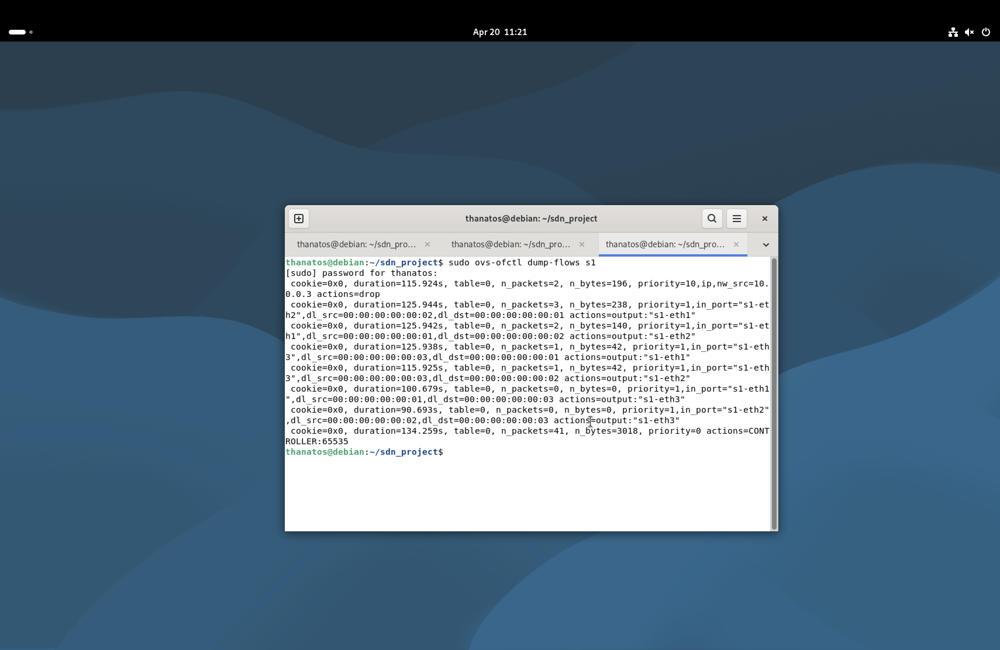 Apr 20 11:21
thanatos@debian: ~/sdn_project
thanatos@debian: ~/sdn_pro…
thanatos@debian: ~/sdn_pro…
thanatos@debian: ~/sdn_pro…
thanatos@debian:~/sdn_project$ sudo ovs-ofctl dump-flows s1
[sudo] password for thanatos:
 cookie=0x0, duration=115.924s, table=0, n_packets=2, n_bytes=196, priority=10,ip,nw_src=10.
0.0.3 actions=drop
 cookie=0x0, duration=125.944s, table=0, n_packets=3, n_bytes=238, priority=1,in_port="s1-et
h2",dl_src=00:00:00:00:00:02,dl_dst=00:00:00:00:00:01 actions=output:"s1-eth1"
 cookie=0x0, duration=125.942s, table=0, n_packets=2, n_bytes=140, priority=1,in_port="s1-et
h1",dl_src=00:00:00:00:00:01,dl_dst=00:00:00:00:00:02 actions=output:"s1-eth2"
 cookie=0x0, duration=125.938s, table=0, n_packets=1, n_bytes=42, priority=1,in_port="s1-eth
3",dl_src=00:00:00:00:00:03,dl_dst=00:00:00:00:00:01 actions=output:"s1-eth1"
 cookie=0x0, duration=115.925s, table=0, n_packets=1, n_bytes=42, priority=1,in_port="s1-eth
3",dl_src=00:00:00:00:00:03,dl_dst=00:00:00:00:00:02 actions=output:"s1-eth2"
 cookie=0x0, duration=100.679s, table=0, n_packets=0, n_bytes=0, priority=1,in_port="s1-eth1
",dl_src=00:00:00:00:00:01,dl_dst=00:00:00:00:00:03 actions=output:"s1-eth3"
 cookie=0x0, duration=90.693s, table=0, n_packets=0, n_bytes=0, priority=1,in_port="s1-eth2"
,dl_src=00:00:00:00:00:02,dl_dst=00:00:00:00:00:03 actions=output:"s1-eth3"
 cookie=0x0, duration=134.259s, table=0, n_packets=41, n_bytes=3018, priority=0 actions=CONT
ROLLER:65535
thanatos@debian:~/sdn_project$